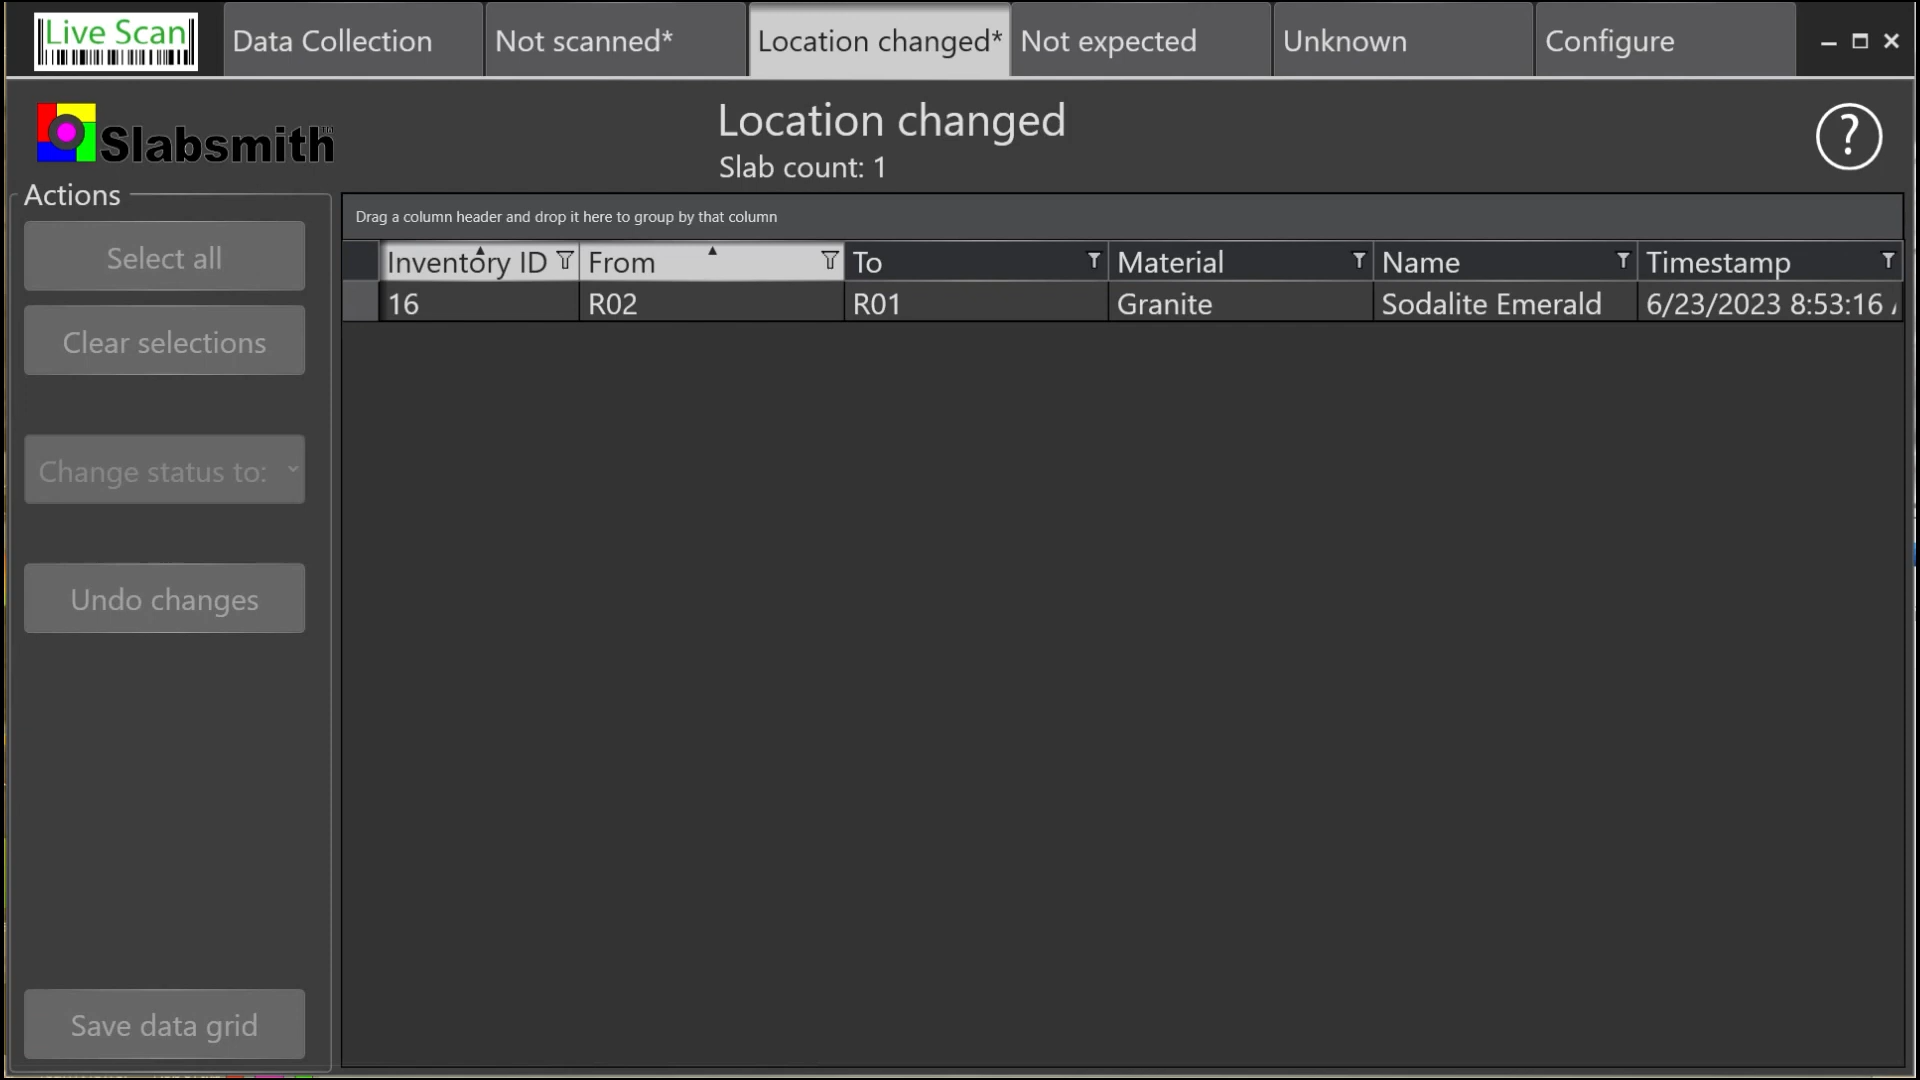 Live Scan
Data Collection
Not scanned*
Location changed*
Not expected
Unknown
Configure
Slabsmith™
Location changed
Slab count: 1
?
Actions
Select all
Clear selections
Change status to:
Undo changes
Save data grid
Drag a column header and drop it here to group by that column
Inventory ID From To Material Name Timestamp
16 R02 R01 Granite Sodalite Emerald 6/23/2023 8:53:16